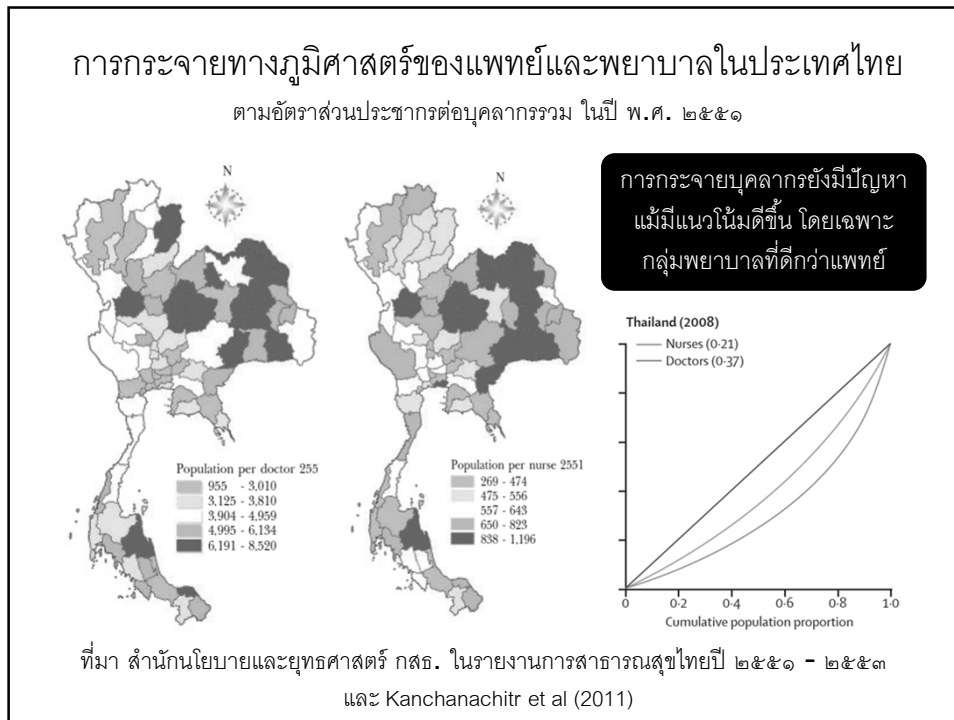 การกระจายทางภูมิศาสตร์ของแพทย์และพยาบาลในประเทศไทย
ตามอัตราส่วนประชากรต่อบุคลากรรวม ในปี พ.ศ. ๒๕๕๑
N
Population per doctor 255
955 - 3,010
3,125 - 3,810
3,904 - 4,959
4,995 - 6,134
6,191 - 8,520
N
Population per nurse 2551
269 - 474
475 - 556
557 - 643
650 - 823
838 - 1,196
การกระจายบุคลากรยังมีปัญหา
แม้มีแนวโน้มดีขึ้น โดยเฉพาะ
กลุ่มพยาบาลที่ดีกว่าแพทย์
Thailand (2008)
Nurses (0·21)
Doctors (0·37)
0 0·2 0·4 0·6 0·8 1·0
Cumulative population proportion
ที่มา สำนักนโยบายและยุทธศาสตร์ กสธ. ในรายงานการสาธารณสุขไทยปี ๒๕๕๑ - ๒๕๕๓
และ Kanchanachitr et al (2011)